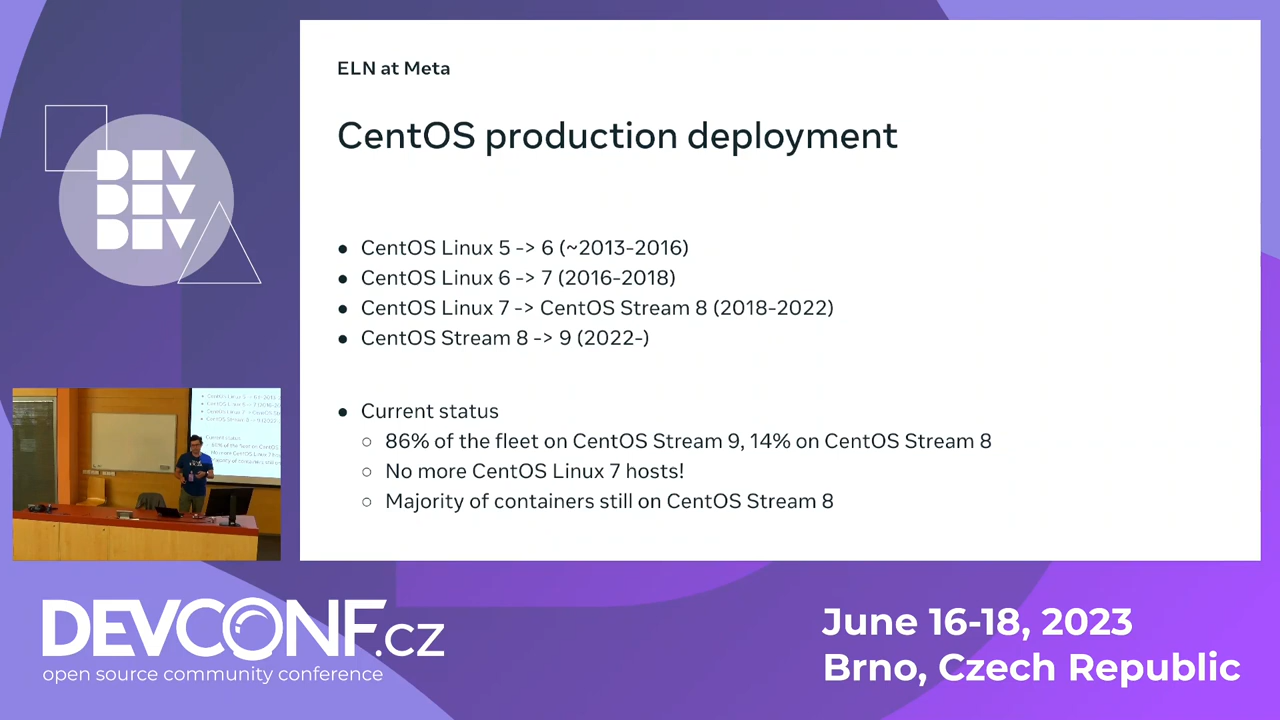 ELN at Meta
CentOS production deployment
● CentOS Linux 5 -> 6 (~2013-2016)
● CentOS Linux 6 -> 7 (2016-2018)
● CentOS Linux 7 -> CentOS Stream 8 (2018-2022)
● CentOS Stream 8 -> 9 (2022-)
● Current status
○ 86% of the fleet on CentOS Stream 9, 14% on CentOS Stream 8
○ No more CentOS Linux 7 hosts!
○ Majority of containers still on CentOS Stream 8
DEV
DEV
DEV
Current status
DEVCONF.cz
open source community conference
June 16-18, 2023
Brno, Czech Republic